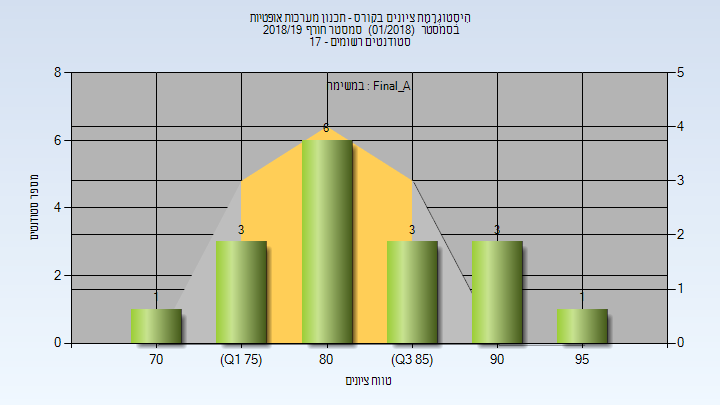 היסטוגרמת ציונים בקורס - תכנון מערכות אופטיות
בסמסטר (01/2018) סמסטר חורף 2018/19
סטודנטים רשומים - 17
במשימה : Final_A
8
6
4
2
0
5
4
3
2
1
0
מספר סטודנטים
1
3
6
3
3
1
70
(Q1 75)
80
(Q3 85)
90
95
טווח ציונים